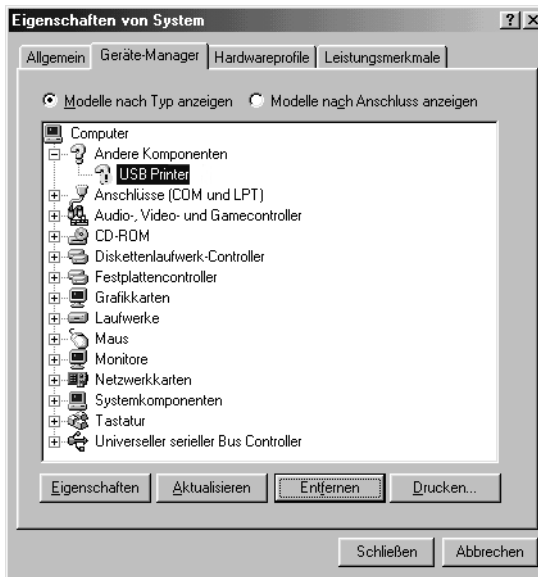 Eigenschaften von System
Allgemein Geräte-Manager Hardwareprofile Leistungsmerkmale
Modelle nach Typ anzeigen Modelle nach Anschluss anzeigen
Computer
Andere Komponenten
USB Printer
Anschlüsse (COM und LPT)
Audio-, Video- und Gamecontroller
CD-ROM
Diskettenlaufwerk-Controller
Festplattencontroller
Grafikkarten
Laufwerke
Maus
Monitore
Netzwerkkarten
Systemkomponenten
Tastatur
Universeller serieller Bus Controller
Eigenschaften Aktualisieren Entfernen Drucken...
Schließen Abbrechen